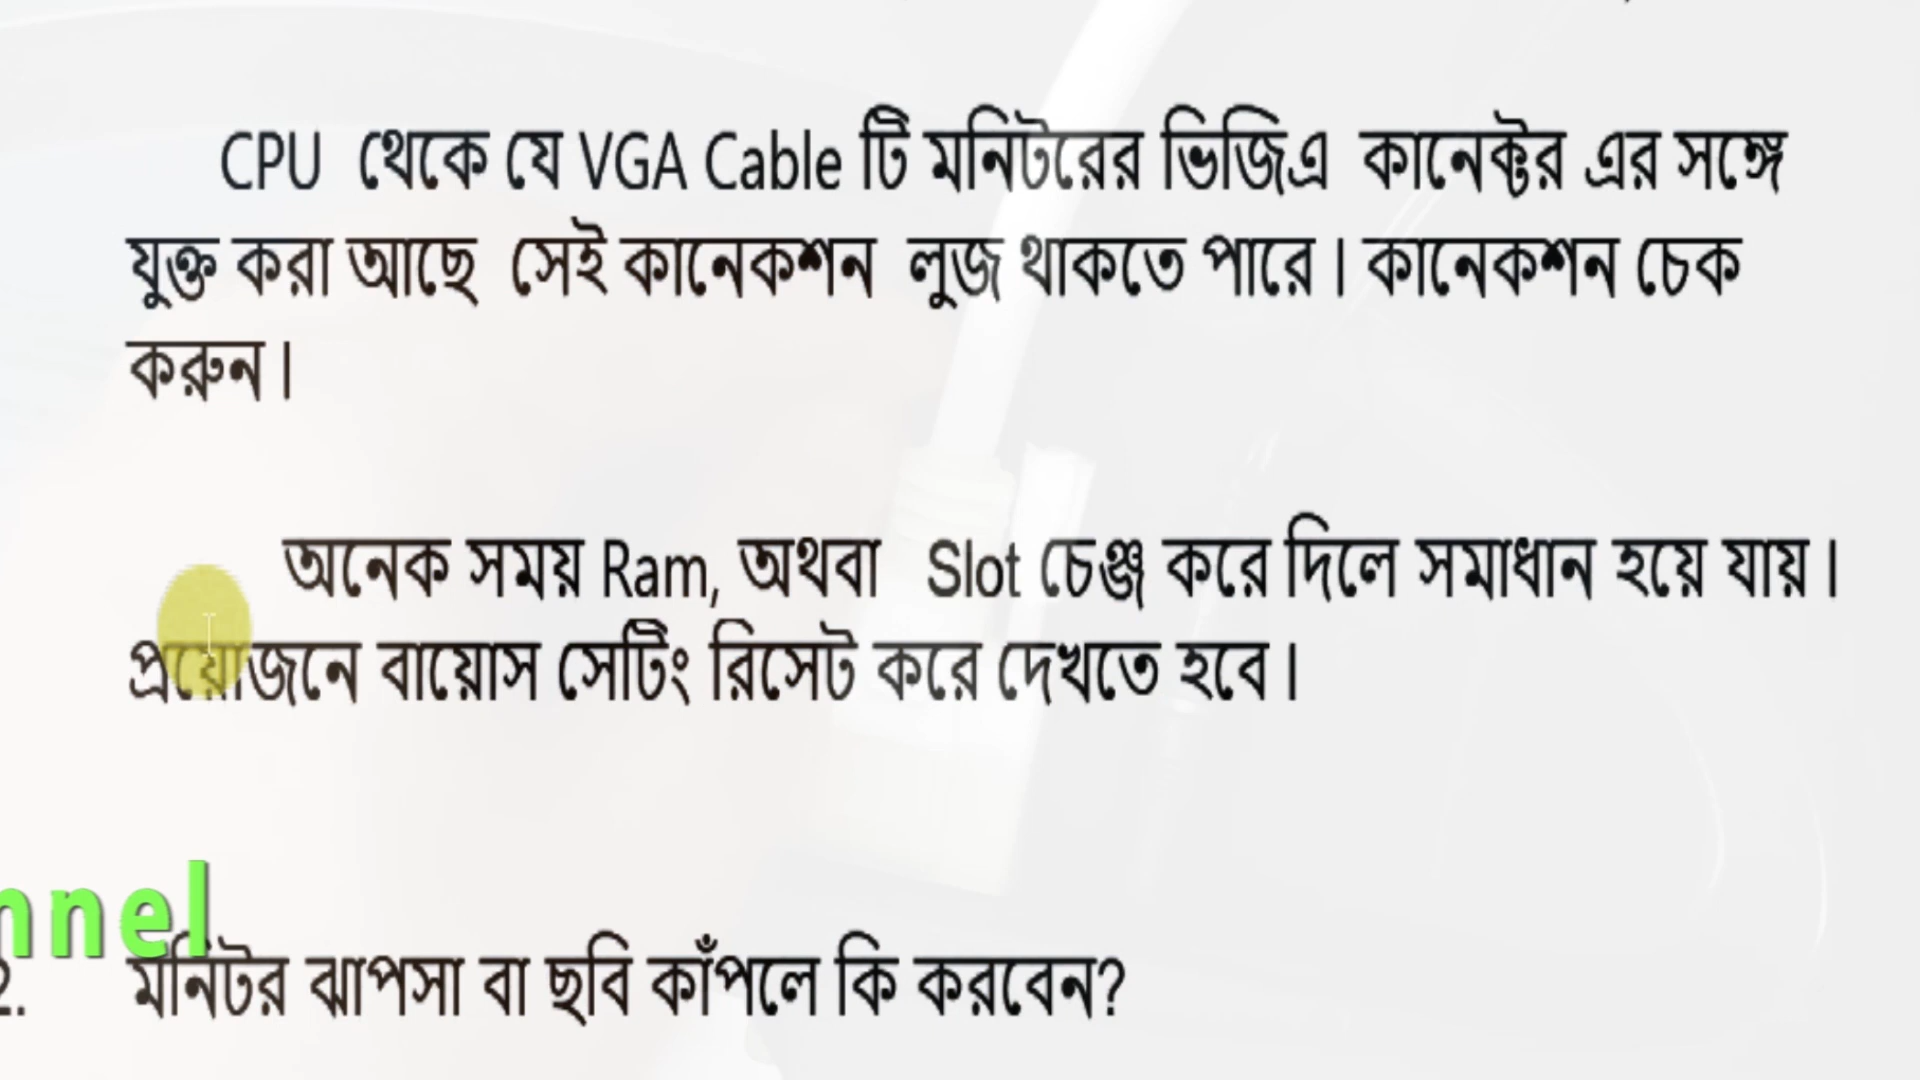 CPU থেকে যে VGA Cable টি মনিটরের ভিজিএ কানেক্টর এর সঙ্গে
যুক্ত করা আছে সেই কানেকশন লুজ থাকতে পারে। কানেকশন চেক
করুন।
অনেক সময় Ram, অথবা Slot চেঞ্জ করে দিলে সমাধান হয়ে যায়।
প্রয়োজনে বায়োস সেটিং রিসেট করে দেখতে হবে।
nnel
2. মনিটর ঝাপসা বা ছবি কাঁপলে কি করবেন?